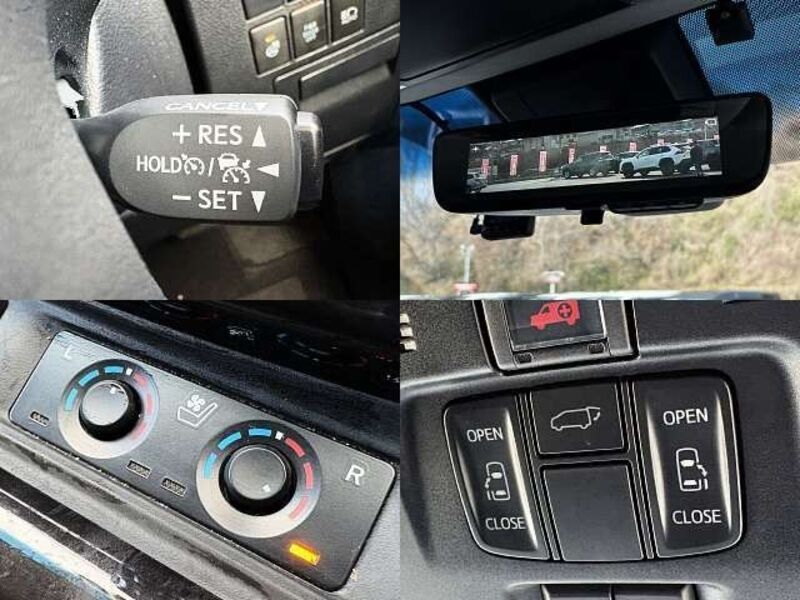 CANCEL▼
+ RES ▲
HOLD / ◄
− SET ▼
L
R
OPEN
CLOSE
OPEN
CLOSE